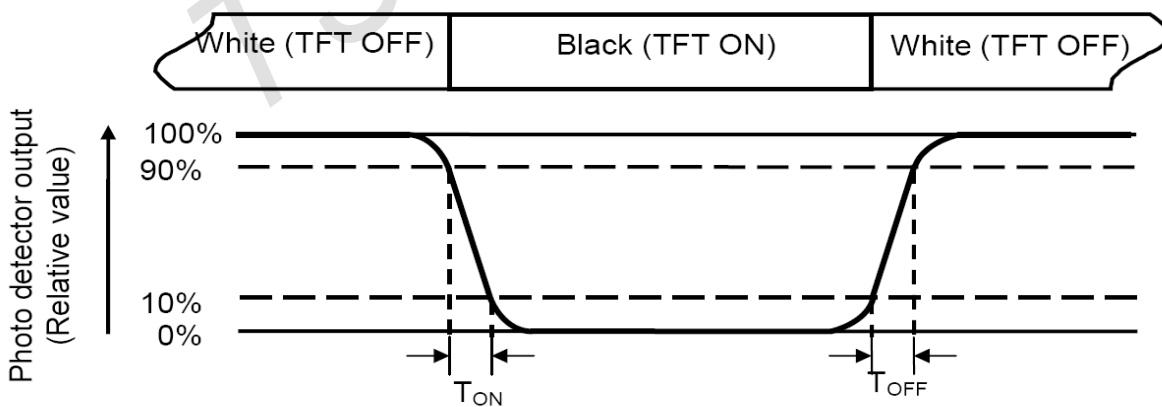 White (TFT OFF)
Black (TFT ON)
White (TFT OFF)
Photo detector output
(Relative value)
100%
90%
10%
0%
TON
TOFF